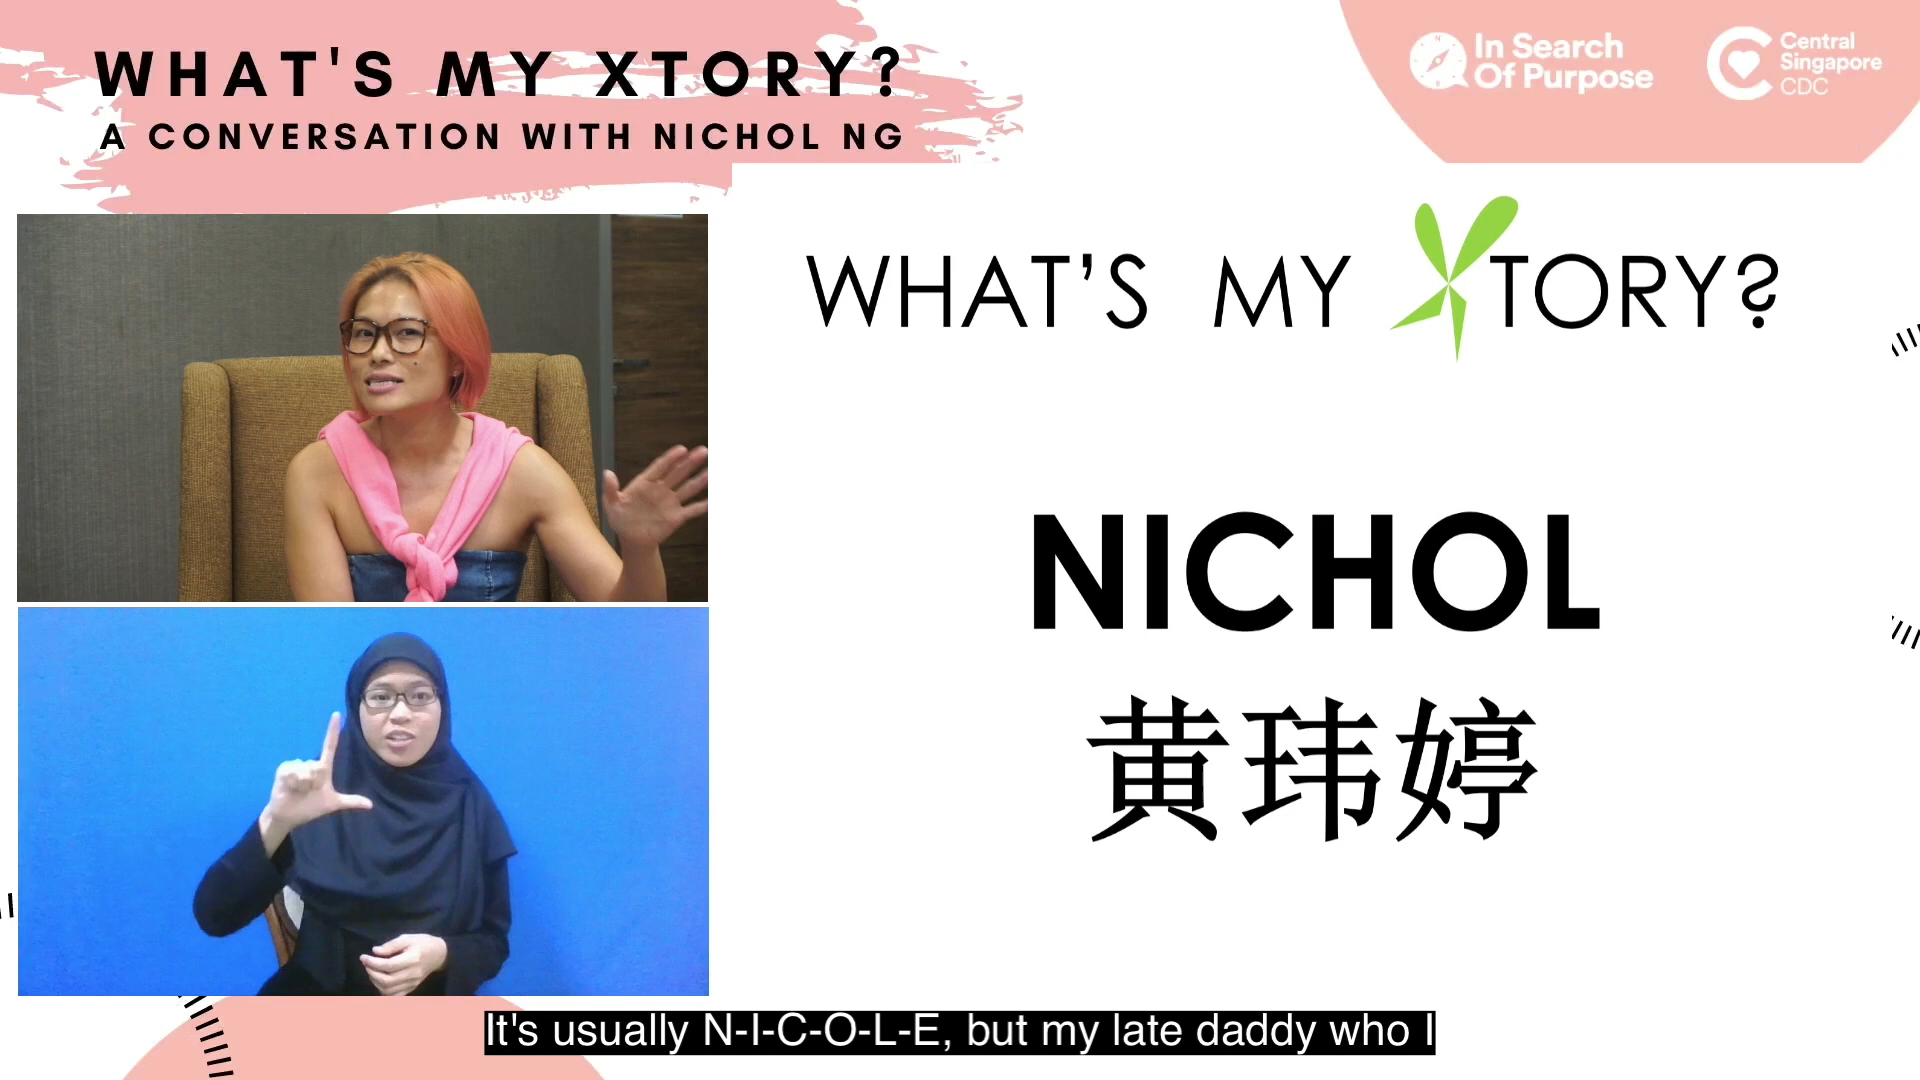 WHAT'S MY XTORY?
A CONVERSATION WITH NICHOL NG
In Search
Of Purpose
Central
Singapore
CDC
WHAT'S MY XTORY?
NICHOL
黄玮婷
It's usually N-I-C-O-L-E, but my late daddy who I